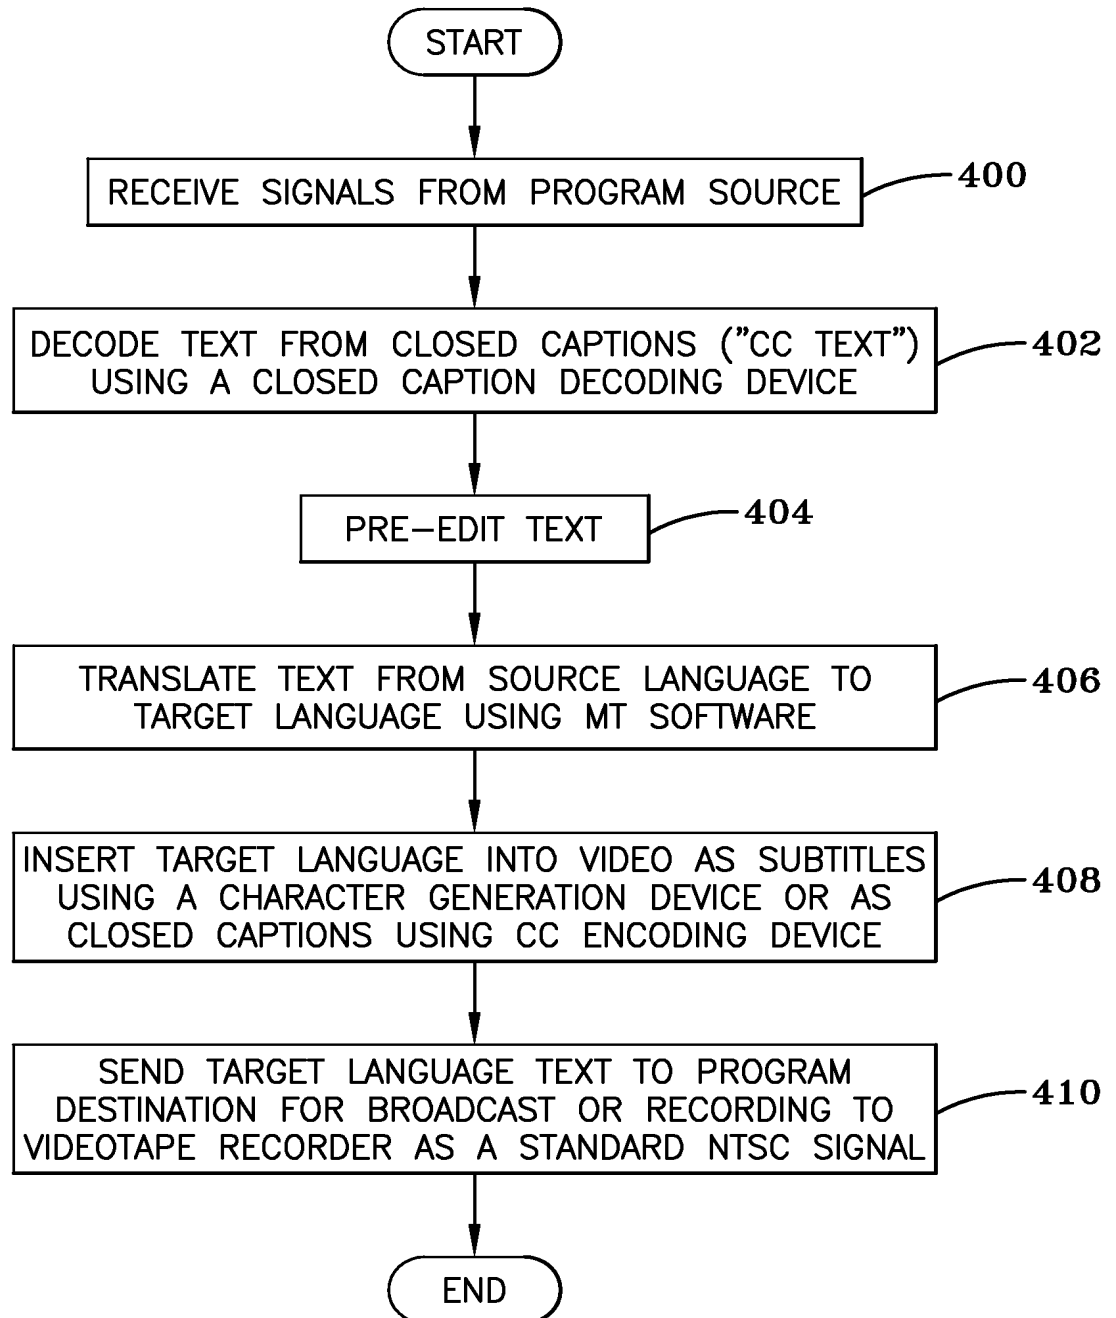 START
RECEIVE SIGNALS FROM PROGRAM SOURCE
400
DECODE TEXT FROM CLOSED CAPTIONS ("CC TEXT")
USING A CLOSED CAPTION DECODING DEVICE
402
PRE-EDIT TEXT
404
TRANSLATE TEXT FROM SOURCE LANGUAGE TO
TARGET LANGUAGE USING MT SOFTWARE
406
INSERT TARGET LANGUAGE INTO VIDEO AS SUBTITLES
USING A CHARACTER GENERATION DEVICE OR AS
CLOSED CAPTIONS USING CC ENCODING DEVICE
408
SEND TARGET LANGUAGE TEXT TO PROGRAM
DESTINATION FOR BROADCAST OR RECORDING TO
VIDEOTAPE RECORDER AS A STANDARD NTSC SIGNAL
410
END